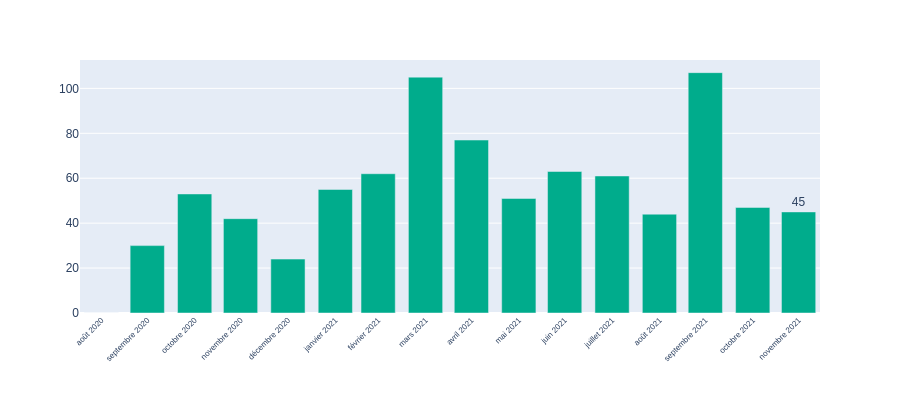 100
80
60
40
20
0
45
août 2020
septembre 2020
octobre 2020
novembre 2020
décembre 2020
janvier 2021
février 2021
mars 2021
avril 2021
mai 2021
juin 2021
juillet 2021
août 2021
septembre 2021
octobre 2021
novembre 2021